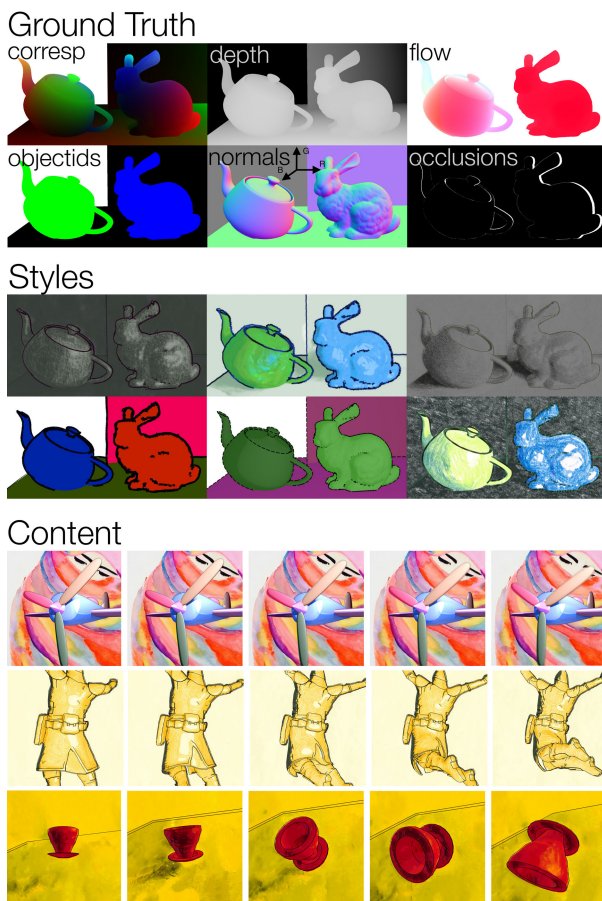 Ground Truth
corresp
depth
flow
objectids
normals
G
B
R
occlusions
Styles
Content